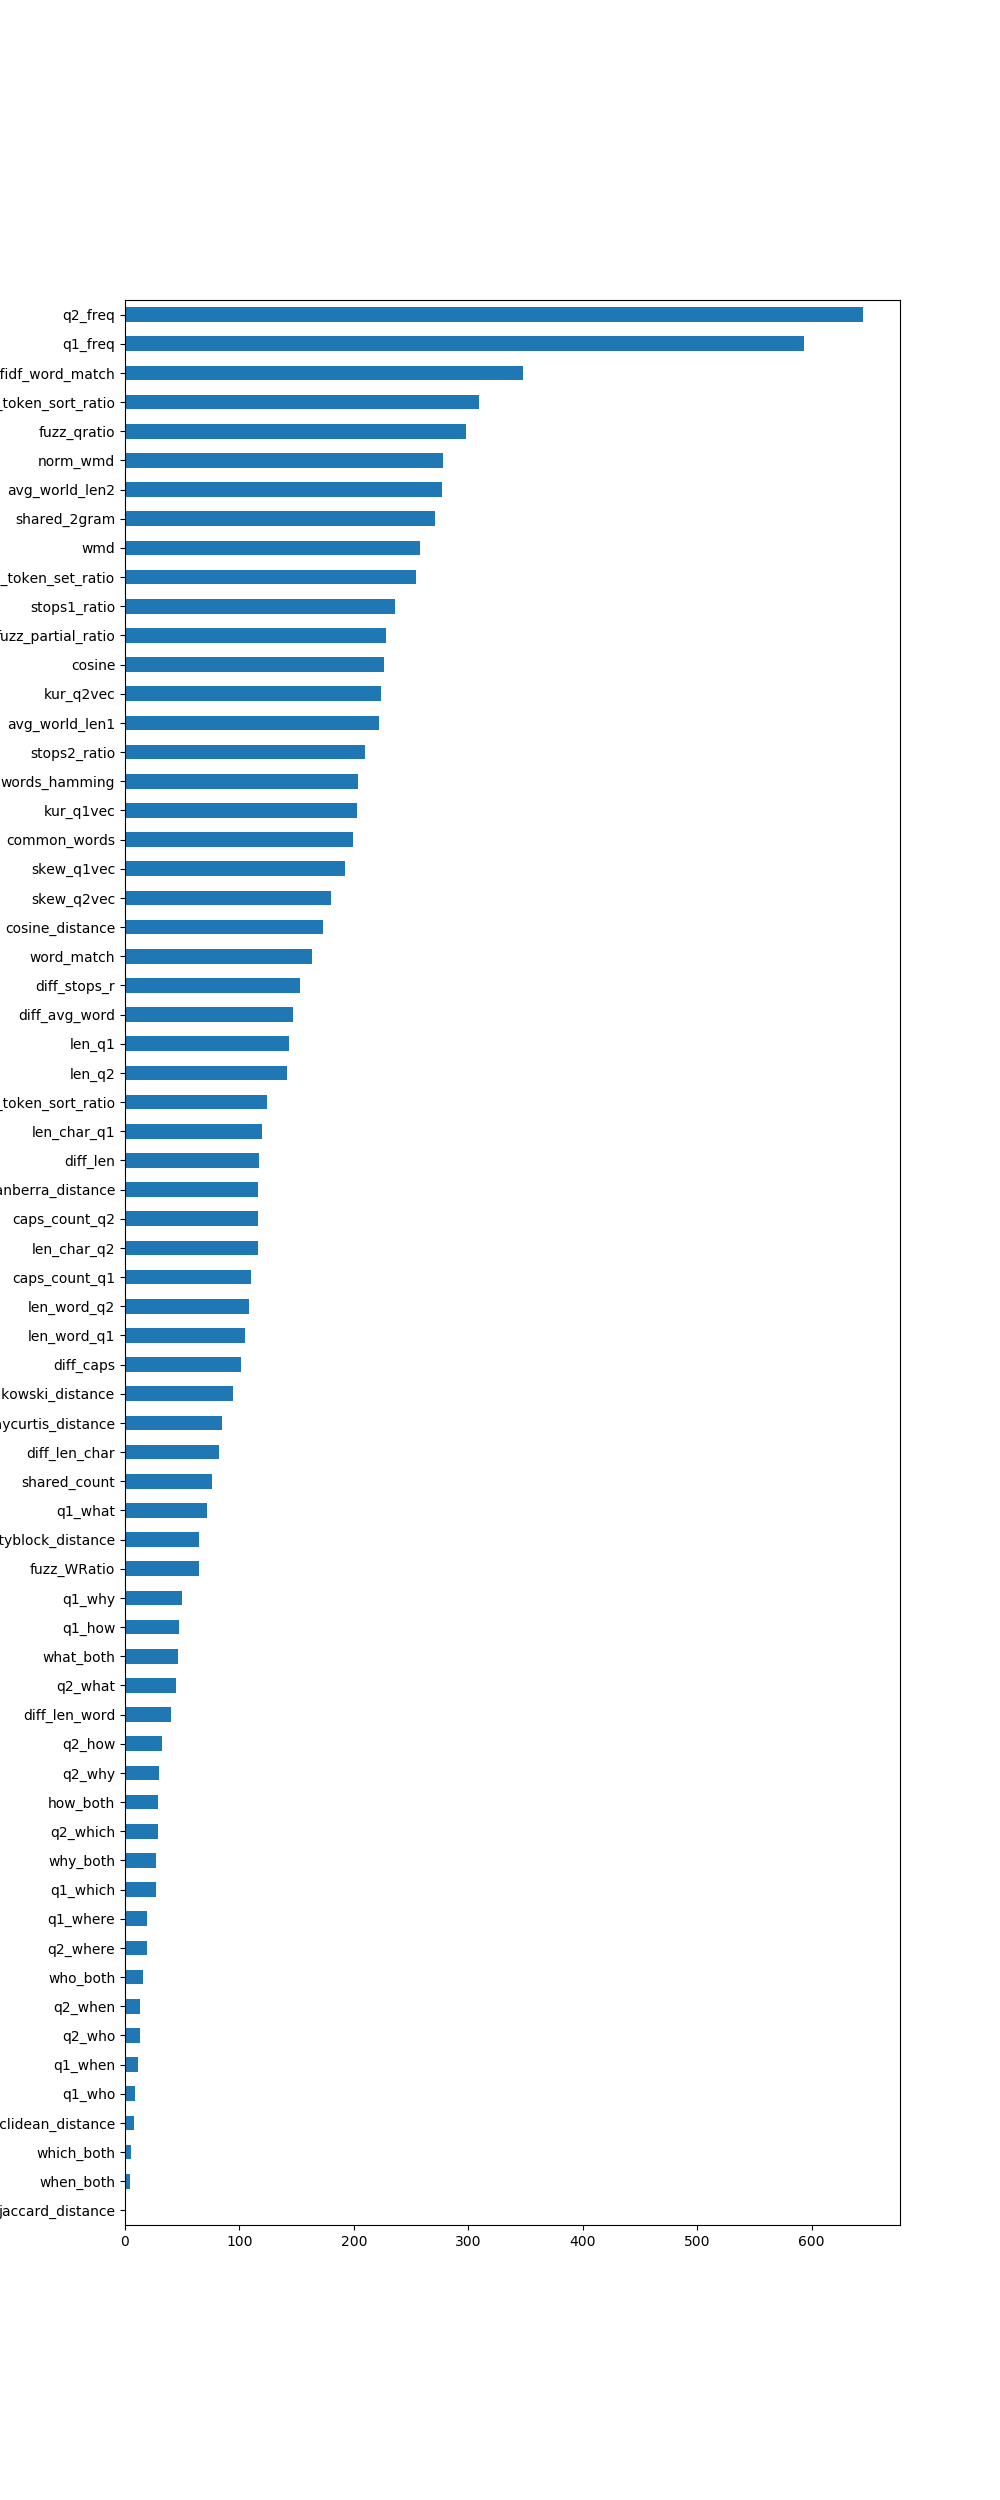 q2_freq
q1_freq
fidf_word_match
_token_sort_ratio
fuzz_qratio
norm_wmd
avg_world_len2
shared_2gram
wmd
_token_set_ratio
stops1_ratio
fuzz_partial_ratio
cosine
kur_q2vec
avg_world_len1
stops2_ratio
words_hamming
kur_q1vec
common_words
skew_q1vec
skew_q2vec
cosine_distance
word_match
diff_stops_r
diff_avg_word
len_q1
len_q2
_token_sort_ratio
len_char_q1
diff_len
anberra_distance
caps_count_q2
len_char_q2
caps_count_q1
len_word_q2
len_word_q1
diff_caps
kowski_distance
ycurtis_distance
diff_len_char
shared_count
q1_what
tyblock_distance
fuzz_WRatio
q1_why
q1_how
what_both
q2_what
diff_len_word
q2_how
q2_why
how_both
q2_which
why_both
q1_which
q1_where
q2_where
who_both
q2_when
q2_who
q1_when
q1_who
clidean_distance
which_both
when_both
jaccard_distance
0 100 200 300 400 500 600